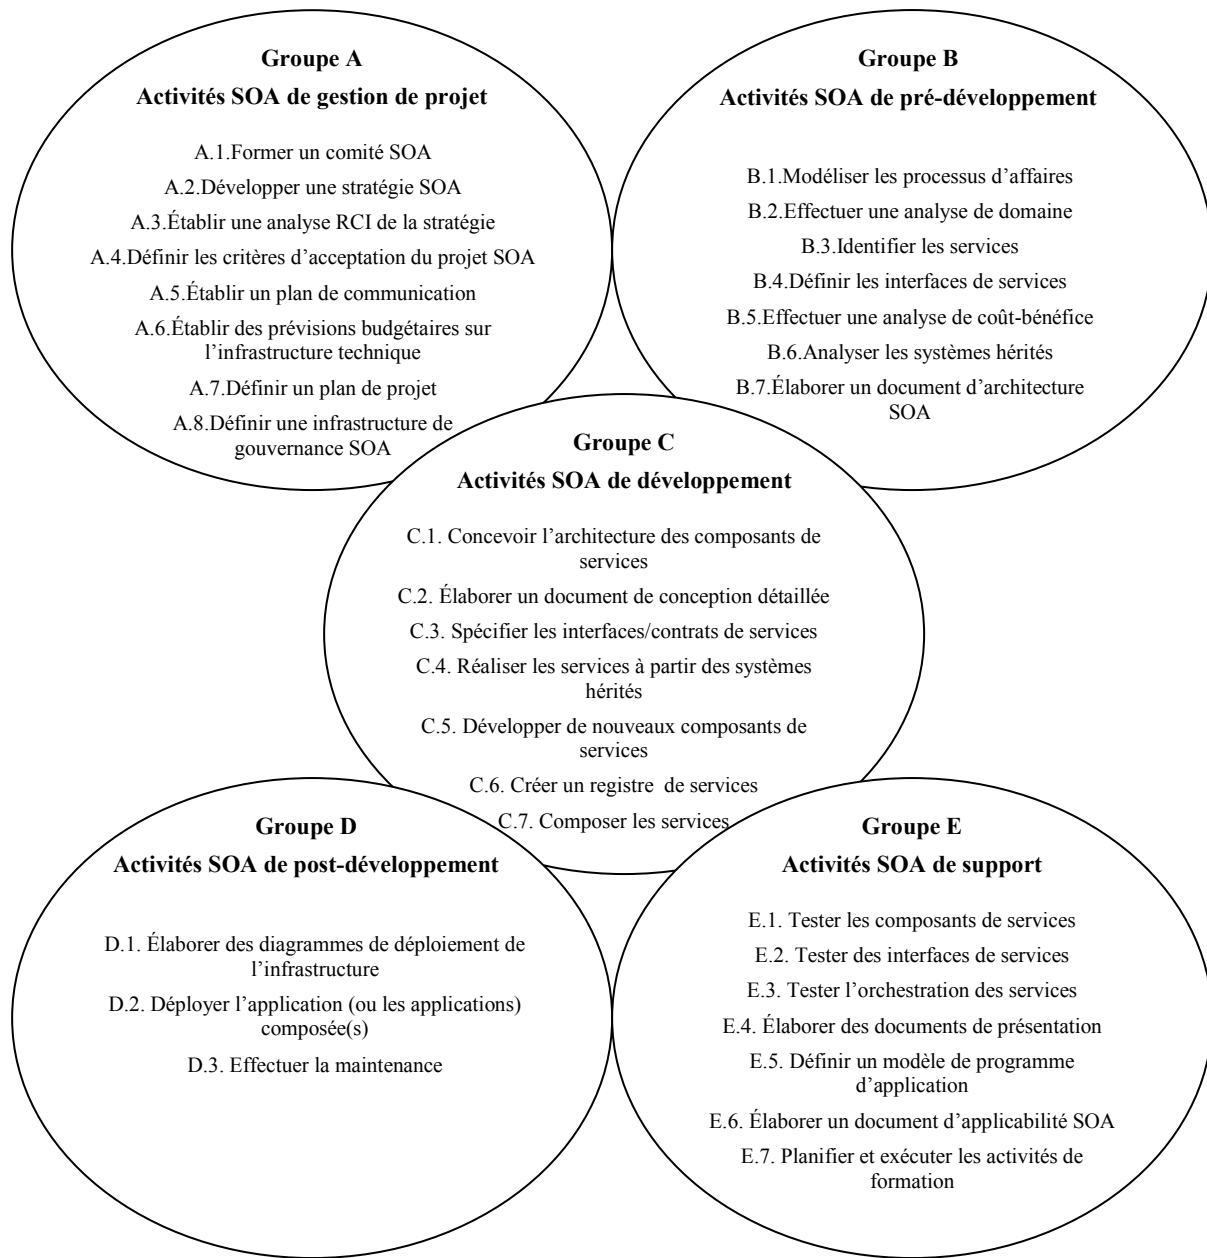 Groupe A
Activités SOA de gestion de projet
A.1.Former un comité SOA
A.2.Développer une stratégie SOA
A.3.Établir une analyse RCI de la stratégie
A.4.Définir les critères d’acceptation du projet SOA
A.5.Établir un plan de communication
A.6.Établir des prévisions budgétaires sur
l’infrastructure technique
A.7.Définir un plan de projet
A.8.Définir une infrastructure de
gouvernance SOA
Groupe B
Activités SOA de pré-développement
B.1.Modéliser les processus d’affaires
B.2.Effectuer une analyse de domaine
B.3.Identifier les services
B.4.Définir les interfaces de services
B.5.Effectuer une analyse de coût-bénéfice
B.6.Analyser les systèmes hérités
B.7.Élaborer un document d’architecture
SOA
Groupe C
Activités SOA de développement
C.1. Concevoir l’architecture des composants de
services
C.2. Élaborer un document de conception détaillée
C.3. Spécifier les interfaces/contrats de services
C.4. Réaliser les services à partir des systèmes
hérités
C.5. Développer de nouveaux composants de
services
C.6. Créer un registre de services
C.7. Composer les services
Groupe D
Activités SOA de post-développement
D.1. Élaborer des diagrammes de déploiement de
l’infrastructure
D.2. Déployer l’application (ou les applications)
composée(s)
D.3. Effectuer la maintenance
Groupe E
Activités SOA de support
E.1. Tester les composants de services
E.2. Tester des interfaces de services
E.3. Tester l’orchestration des services
E.4. Élaborer des documents de présentation
E.5. Définir un modèle de programme
d’application
E.6. Élaborer un document d’applicabilité SOA
E.7. Planifier et exécuter les activités de
formation